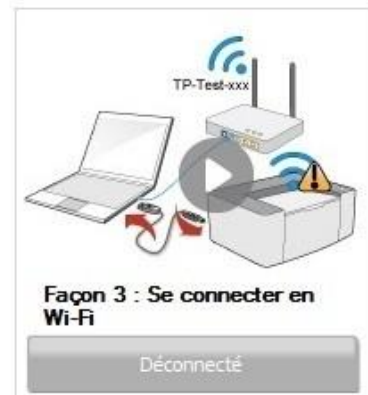 TP-Test-xxx
Façon 3 : Se connecter en
Wi-Fi
Déconnecté